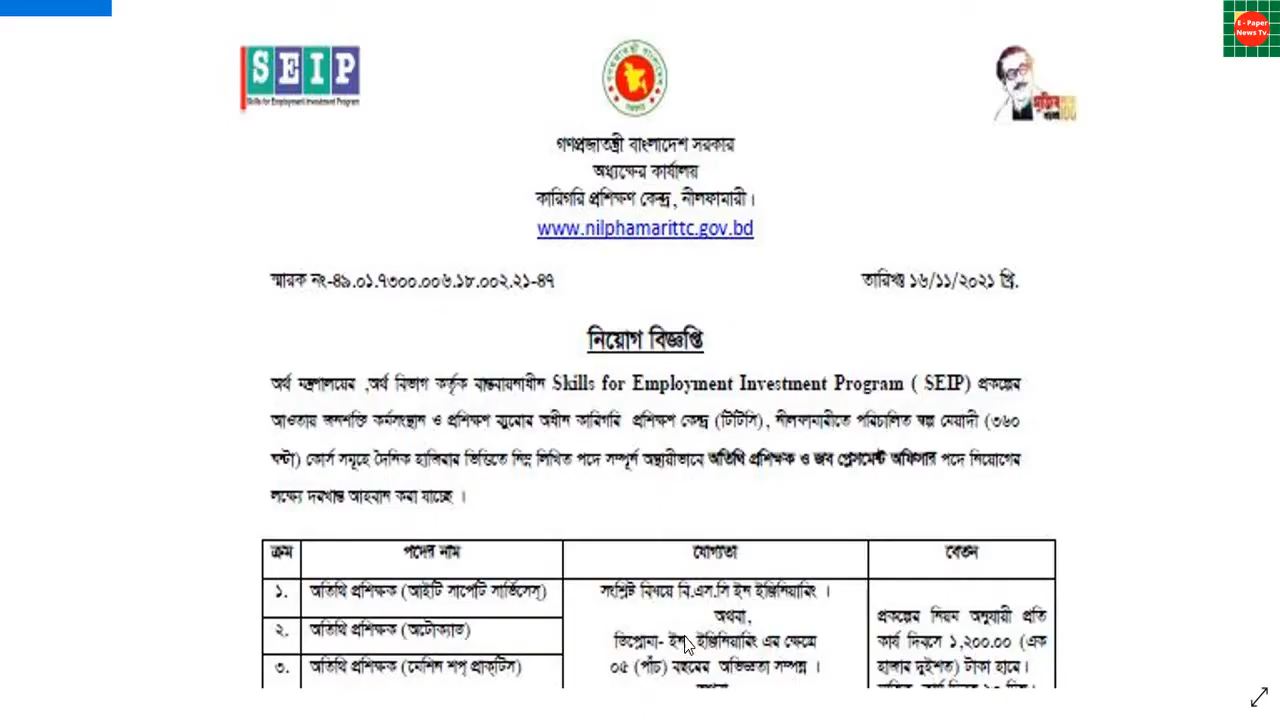 E - Paper
News Tv.
SEIP
Skills for Employment Investment Program
গণপ্রজাতন্ত্রী বাংলাদেশ সরকার
অধ্যক্ষের কার্যালয়
কারিগরি প্রশিক্ষণ কেন্দ্র, নীলফামারী।
www.nilphamarittc.gov.bd
স্মারক নং-৪৯.০১.৭৩০০.০০৬.১৮.০০২.২১-৪৭ তারিখঃ ১৬/১১/২০২১ খ্রি.
নিয়োগ বিজ্ঞপ্তি
অর্থ মন্ত্রণালয়ের ,অর্থ বিভাগ কর্তৃক বাস্তবায়নাধীন Skills for Employment Investment Program ( SEIP) প্রকল্পের
আওতায় জনশক্তি কর্মসংস্থান ও প্রশিক্ষণ ব্যুরোর অধীন কারিগরি প্রশিক্ষণ কেন্দ্র (টিটিসি), নীলফামারীতে পরিচালিত স্বল্প মেয়াদী (৩৬০
ঘন্টা) কোর্স সমূহে দৈনিক হাজিরার ভিত্তিতে নিম্ন লিখিত পদে সম্পূর্ন অস্থায়ীভাবে অতিথি প্রশিক্ষক ও জব প্লেসমেন্ট অফিসার পদে নিয়োগের
লক্ষ্যে দরখাস্ত আহবান করা যাচ্ছে ।
ক্রম পদের নাম যোগ্যতা বেতন
১. অতিথি প্রশিক্ষক (আইটি সাপোর্ট সার্ভিসেস্)
২. অতিথি প্রশিক্ষক (অটোক্যাড)
৩. অতিথি প্রশিক্ষক (মেশিন শপ্ প্রাক্টিস)
সংশ্লিষ্ট বিষয়ে বি.এস.সি ইন ইঞ্জিনিয়ারিং ।
অথবা,
ডিপ্লোমা- ইন ইঞ্জিনিয়ারিং এর ক্ষেত্রে
০৫ (পাঁচ) বছরের অভিজ্ঞতা সম্পন্ন ।
প্রকল্পের নিয়ম অনুযায়ী প্রতি
কার্য দিবসে ১,২০০.০০ (এক
হাজার দুইশত) টাকা হারে।